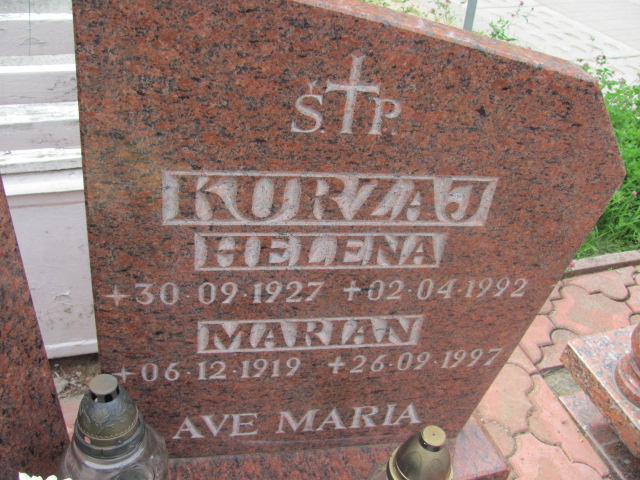 Ś. P.
KURZAJ
HELENA
+30.09.1927 +02.04.1992
MARIAN
+06.12.1919 +26.09.1997
AVE MARIA